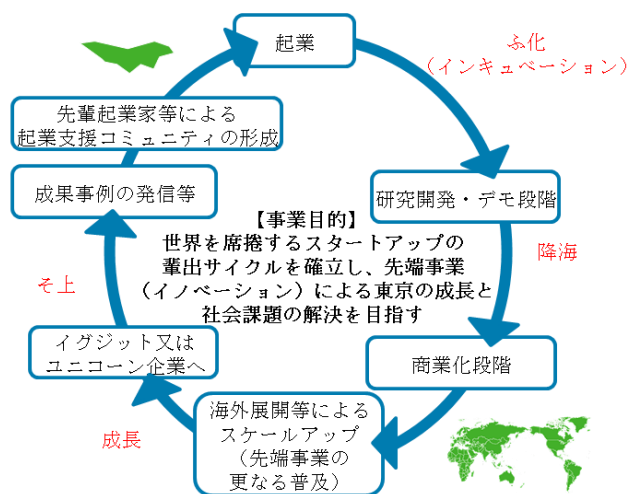 起業
ふ化
（インキュベーション）
研究開発・デモ段階
降海
商業化段階
海外展開等による
スケールアップ
（先端事業の
更なる普及）
成長
イグジット又は
ユニコーン企業へ
そ上
成果事例の発信等
先輩起業家等による
起業支援コミュニティの形成
【事業目的】
世界を席捲するスタートアップの
輩出サイクルを確立し、先端事業
（イノベーション）による東京の成長と
社会課題の解決を目指す